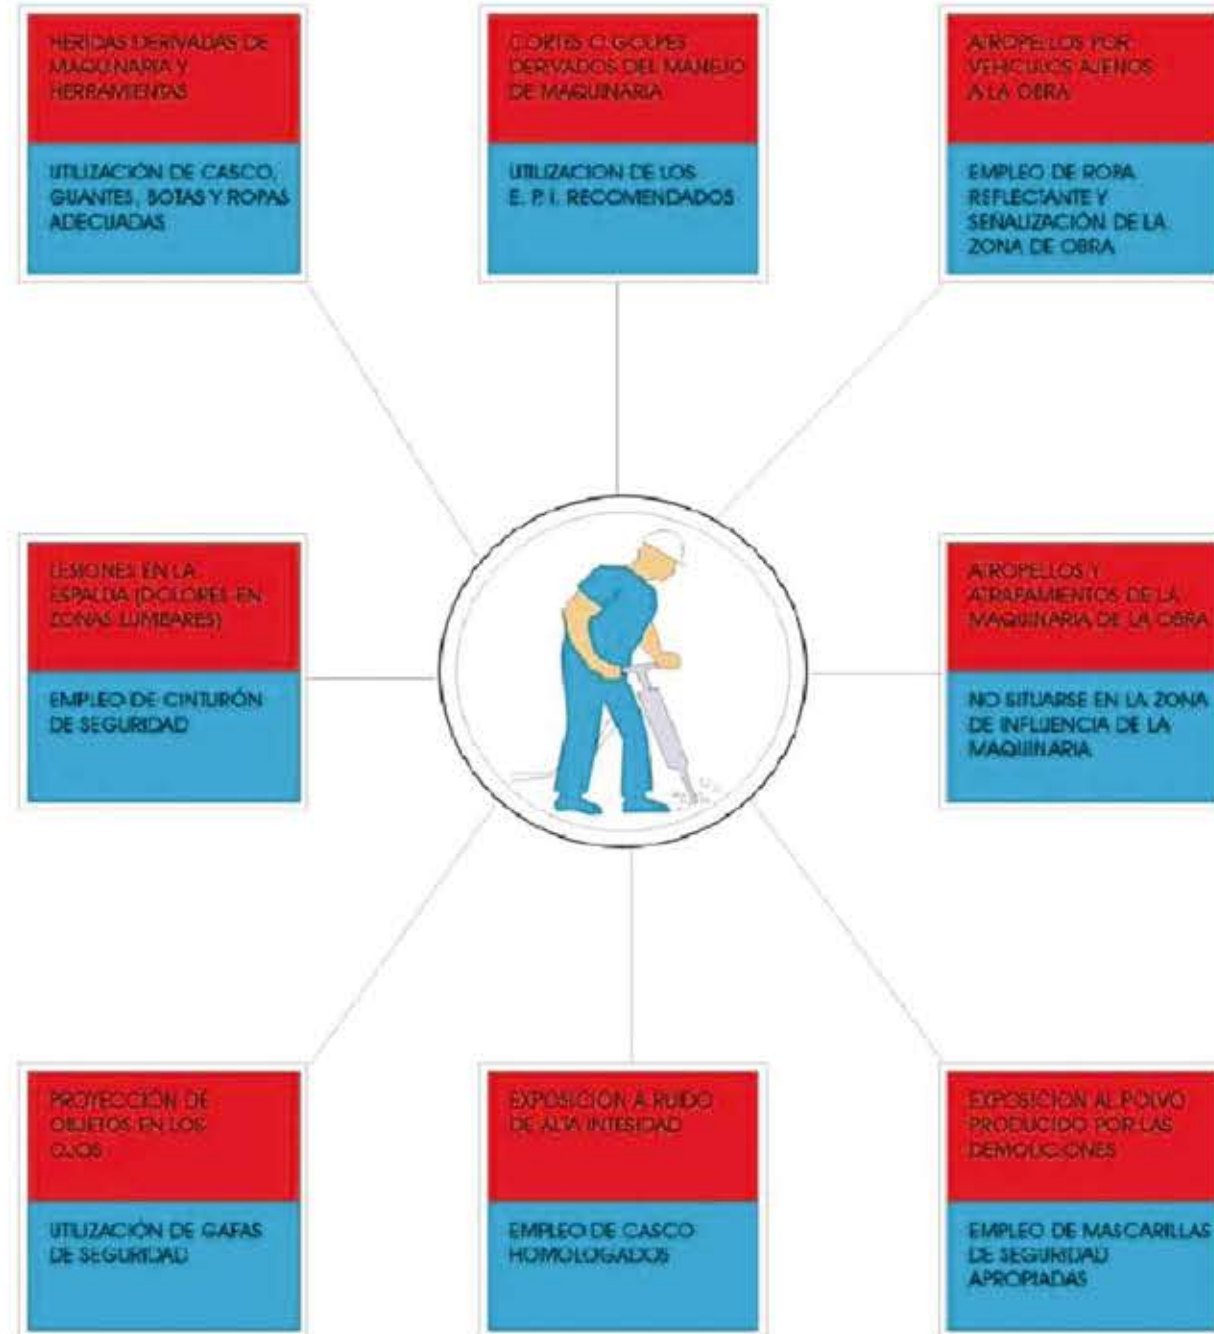 HERIDAS DERIVADAS DE
MAQUINARIA Y
HERRAMIENTAS
UTILIZACIÓN DE CASCO,
GUANTES, BOTAS Y ROPAS
ADECUADAS
CORTES O GOLPES
DERIVADOS DEL MANEJO
DE MAQUINARIA
UTILIZACION DE LOS
E. P. I. RECOMENDADOS
ATROPELLOS POR
VEHICULOS AJENOS
A LA OBRA
EMPLEO DE ROPA
REFLECTANTE Y
SEÑALIZACIÓN DE LA
ZONA DE OBRA
LESIONES EN LA
ESPALDA (DOLORES EN
ZONAS LUMBARES)
EMPLEO DE CINTURÓN
DE SEGURIDAD
ATROPELLOS Y
ATRAPAMIENTOS DE LA
MAQUINARIA DE LA OBRA
NO SITUARSE EN LA ZONA
DE INFLUENCIA DE LA
MAQUINARIA
PROYECCIÓN DE
OBJETOS EN LOS
OJOS
UTILIZACIÓN DE GAFAS
DE SEGURIDAD
EXPOSICION A RUIDO
DE ALTA INTESIDAD
EMPLEO DE CASCO
HOMOLOGADOS
EXPOSICION AL POLVO
PRODUCIDO POR LAS
DEMOLICIONES
EMPLEO DE MASCARILLAS
DE SEGURIDAD
APROPIADAS